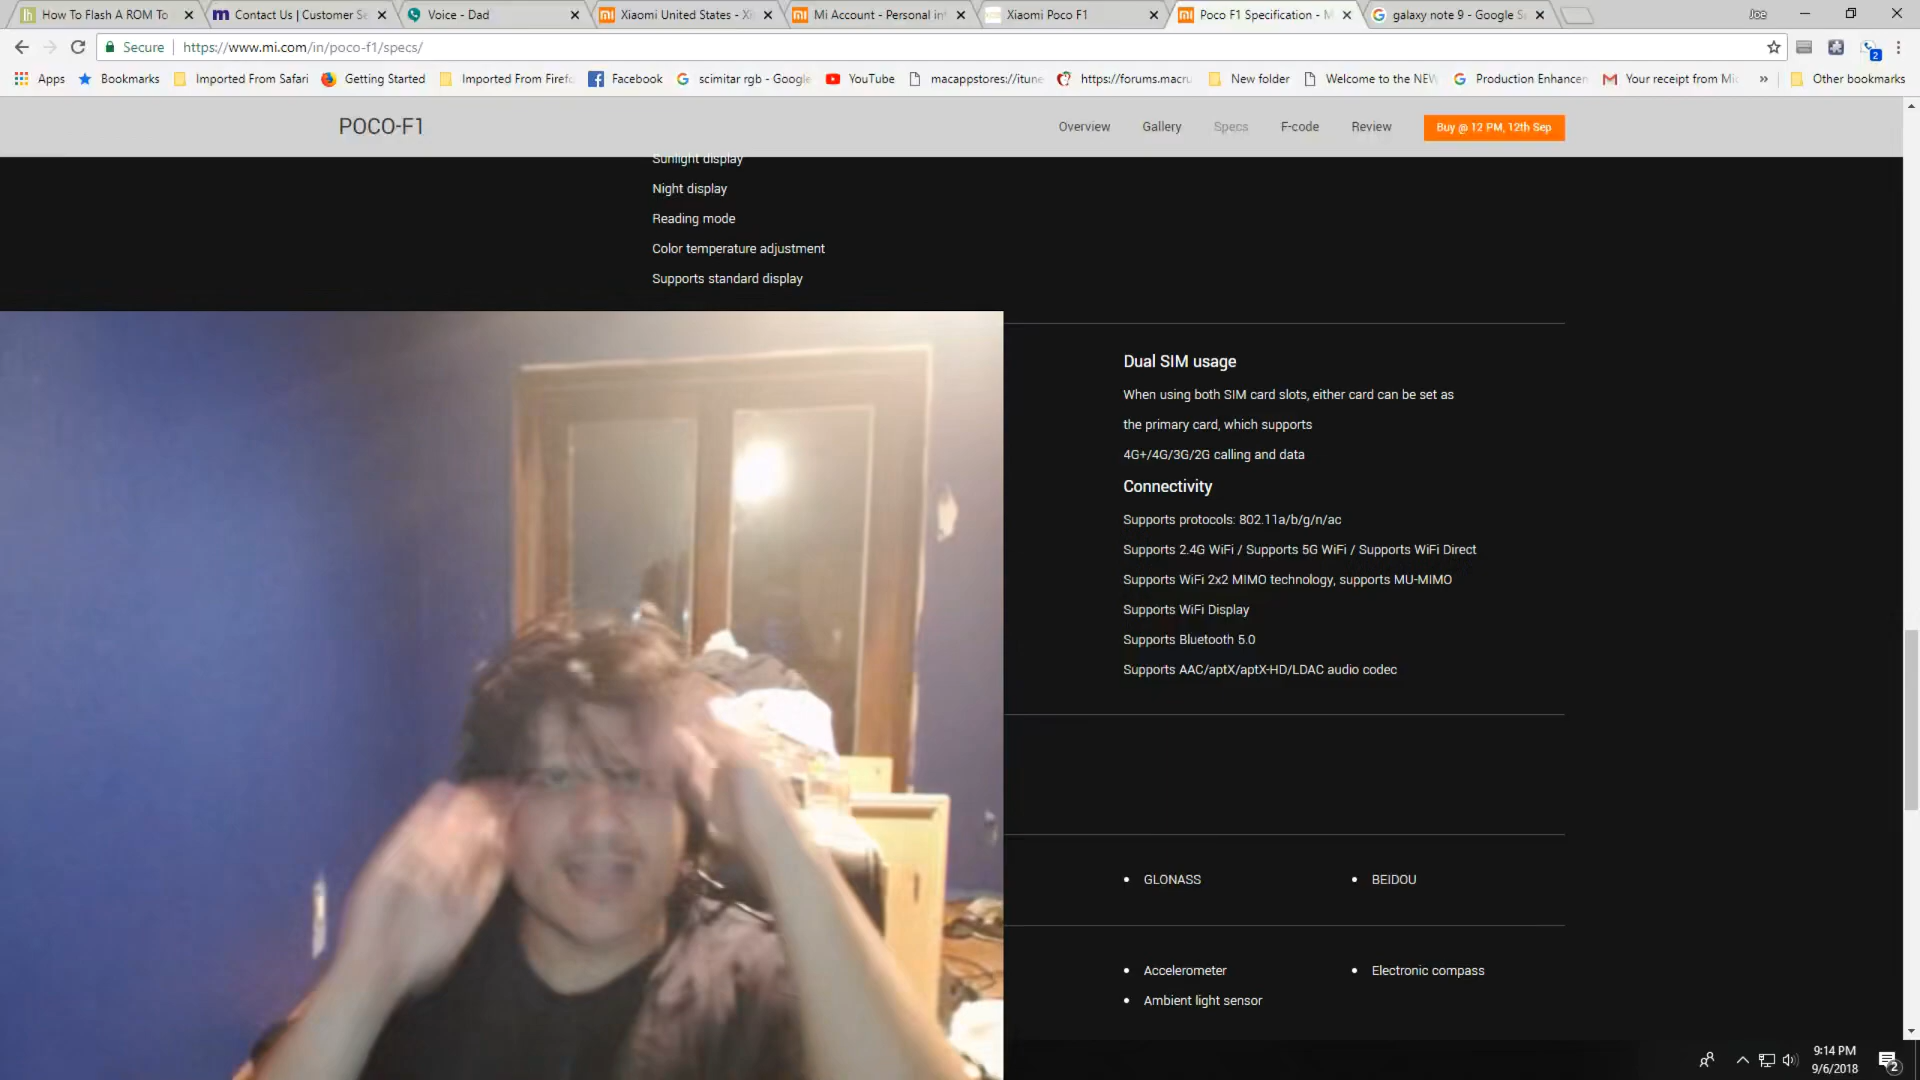 How To Flash A ROM To
Contact Us | Customer Se
Voice - Dad
Xiaomi United States - Xi
Mi Account - Personal in
Xiaomi Poco F1
Poco F1 Specification - M
galaxy note 9 - Google S
Joe
Secure
https://www.mi.com/in/poco-f1/specs/
Apps
Bookmarks
Imported From Safari
Getting Started
Imported From Firefo
Facebook
scimitar rgb - Google
YouTube
macappstores://itune
https://forums.macru
New folder
Welcome to the NEW
Production Enhancem
Your receipt from Mic
Other bookmarks
POCO-F1
Overview
Gallery
Specs
F-code
Review
Buy @ 12 PM, 12th Sep
Sunlight display
Night display
Reading mode
Color temperature adjustment
Supports standard display
Dual SIM usage
When using both SIM card slots, either card can be set as
the primary card, which supports
4G+/4G/3G/2G calling and data
Connectivity
Supports protocols: 802.11a/b/g/n/ac
Supports 2.4G WiFi / Supports 5G WiFi / Supports WiFi Direct
Supports WiFi 2x2 MIMO technology, supports MU-MIMO
Supports WiFi Display
Supports Bluetooth 5.0
Supports AAC/aptX/aptX-HD/LDAC audio codec
• GLONASS
• BEIDOU
• Accelerometer
• Electronic compass
• Ambient light sensor
9:14 PM
9/6/2018
2
2